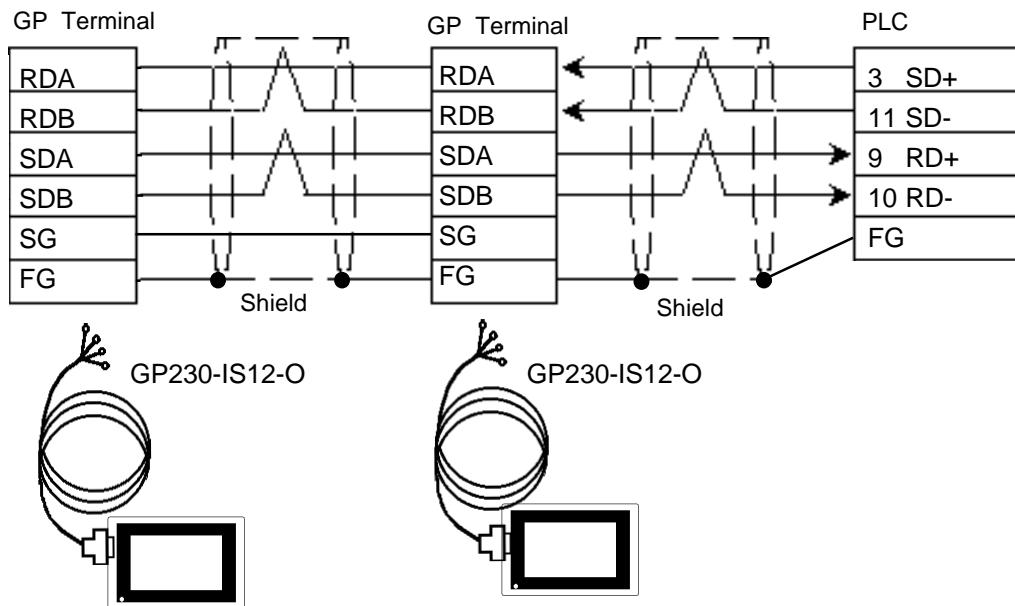 GP Terminal
GP Terminal
PLC
RDA
RDB
SDA
SDB
SG
FG
RDA
RDB
SDA
SDB
SG
FG
3 SD+
11 SD-
9 RD+
10 RD-
FG
Shield
Shield
GP230-IS12-O
GP230-IS12-O